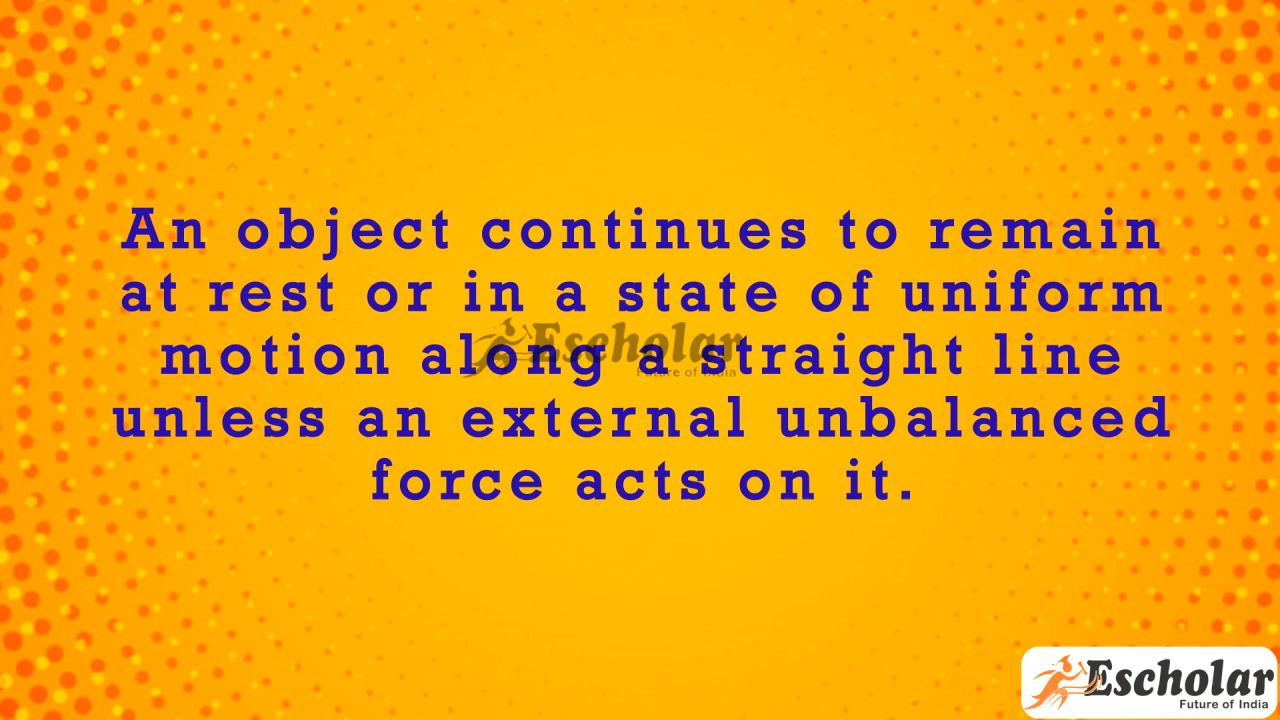 An object continues to remain
at rest or in a state of uniform
motion along a straight line
unless an external unbalanced
force acts on it.
Escholar
Future of India
Escholar
Future of India